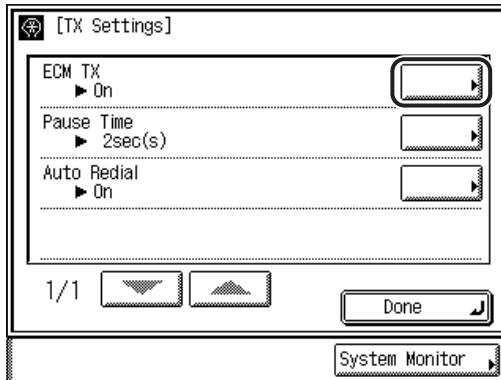 [TX Settings]
ECM TX
▶ On
Pause Time
▶ 2sec(s)
Auto Redial
▶ On
1/1
Done
System Monitor